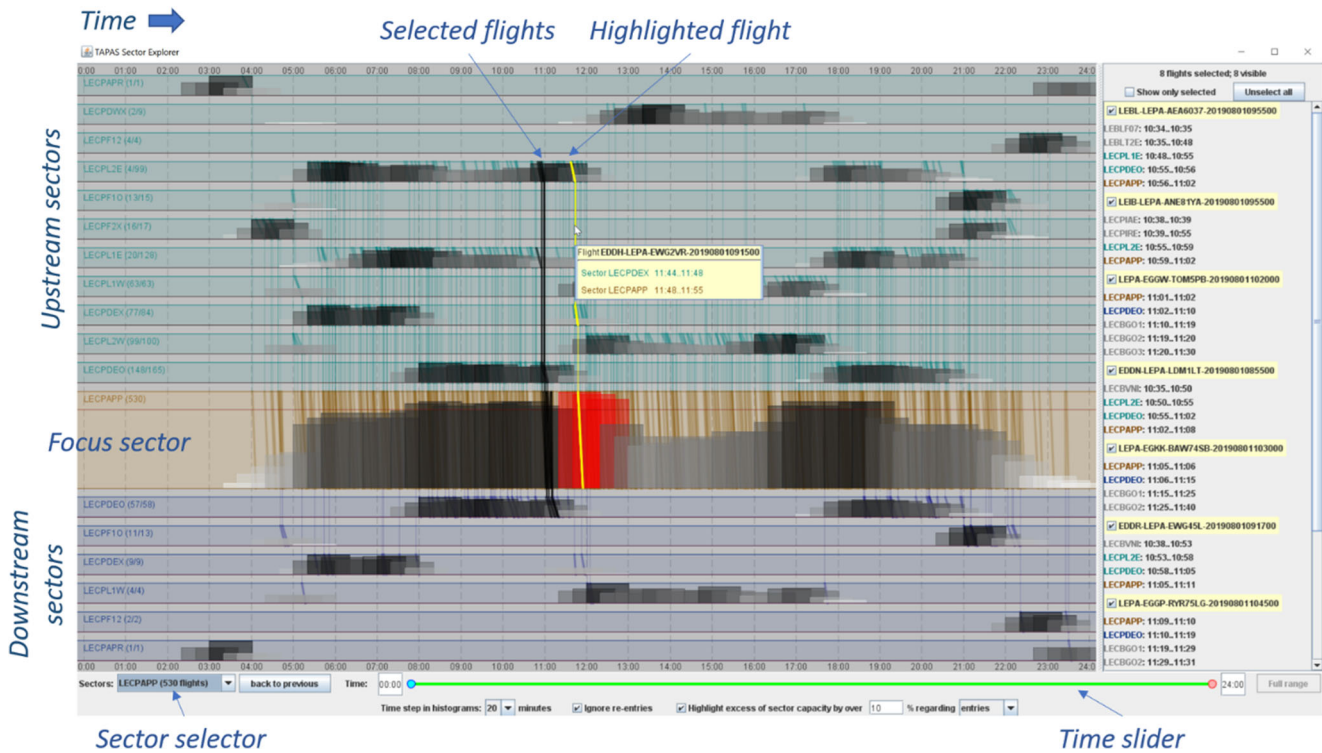 Time
Selected flights
Highlighted flight
TAPAS Sector Explorer
0:00 01:00 02:00 03:00 04:00 05:00 06:00 07:00 08:00 09:00 10:00 11:00 12:00 13:00 14:00 15:00 16:00 17:00 18:00 19:00 20:00 21:00 22:00 23:00 24:0
Upstream sectors
LECPAPR (1/1)
LECPDWX (2/9)
LECPF12 (4/4)
LECPL2E (4/99)
LECPF1O (13/15)
LECPF2X (16/17)
LECPL1E (20/128)
LECPL1W (63/63)
LECPDEX (77/84)
LECPL2W (99/100)
LECPDEO (148/165)
Flight EDDH-LEPA-EWG2VR-20190801091500
Sector LECPDEX 11:44..11:48
Sector LECPAPP 11:48..11:55
LECPAPP (530)
Focus sector
Downstream
sectors
LECPDEO (57/58)
LECPF1O (11/13)
LECPDEX (9/9)
LECPL1W (4/4)
LECPF12 (2/2)
LECPAPR (1/1)
0:00 01:00 02:00 03:00 04:00 05:00 06:00 07:00 08:00 09:00 10:00 11:00 12:00 13:00 14:00 15:00 16:00 17:00 18:00 19:00 20:00 21:00 22:00 23:00 24:0
8 flights selected; 8 visible
Show only selected
Unselect all
LEBL-LEPA-AEA6037-20190801095500
LEBLF07: 10:34..10:35
LEBLT2E: 10:35..10:48
LECPL1E: 10:48..10:55
LECPDEO: 10:55..10:56
LECPAPP: 10:56..11:02
LEIB-LEPA-ANE81YA-20190801095500
LECPIAE: 10:38..10:39
LECPIRE: 10:39..10:55
LECPL2E: 10:55..10:59
LECPAPP: 10:59..11:02
LEPA-EGGW-TOM5PB-20190801102000
LECPAPP: 11:01..11:02
LECPDEO: 11:02..11:10
LECBGO1: 11:10..11:19
LECBGO2: 11:19..11:20
LECBGO3: 11:20..11:30
EDDN-LEPA-LDM1LT-20190801085500
LECBVNI: 10:35..10:50
LECPL2E: 10:50..10:55
LECPDEO: 10:55..11:02
LECPAPP: 11:02..11:08
LEPA-EGKK-BAW74SB-20190801103000
LECPAPP: 11:05..11:06
LECPDEO: 11:06..11:15
LECBGO1: 11:15..11:25
LECBGO2: 11:25..11:40
EDDR-LEPA-EWG45L-20190801091700
LECBVNI: 10:38..10:53
LECPL2E: 10:53..10:58
LECPDEO: 10:58..11:05
LECPAPP: 11:05..11:11
LEPA-EGGP-RYR75LG-20190801104500
LECPAPP: 11:09..11:10
LECPDEO: 11:10..11:19
LECBGO1: 11:19..11:29
LECBGO2: 11:29..11:31
Sectors: LECPAPP (530 flights) back to previous Time: 00:00 24:00 Full range
Time step in histograms: 20 minutes Ignore re-entries Highlight excess of sector capacity by over 10 % regarding entries
Sector selector
Time slider